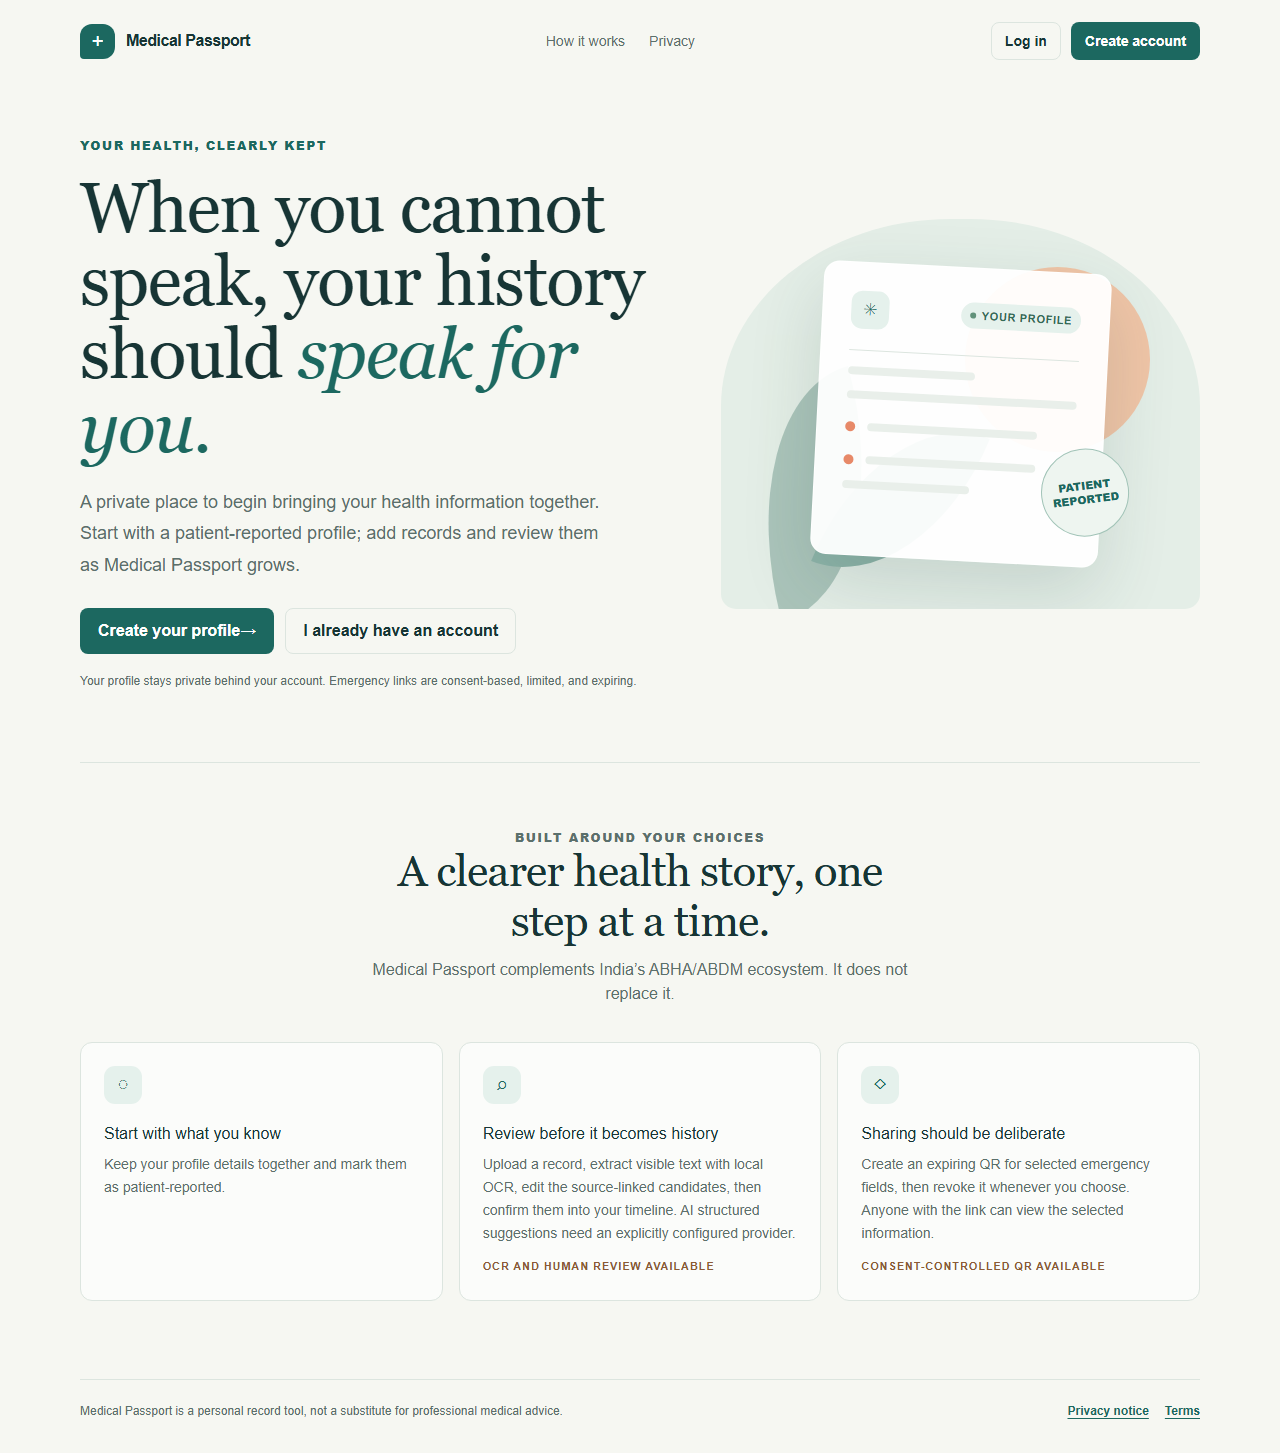 + Medical Passport
How it works Privacy
Log in Create account
YOUR HEALTH, CLEARLY KEPT
When you cannot
speak, your history
should speak for
you.
A private place to begin bringing your health information together.
Start with a patient-reported profile; add records and review them
as Medical Passport grows.
Create your profile→ I already have an account
Your profile stays private behind your account. Emergency links are consent-based, limited, and expiring.
YOUR PROFILE
PATIENT
REPORTED
BUILT AROUND YOUR CHOICES
A clearer health story, one
step at a time.
Medical Passport complements India’s ABHA/ABDM ecosystem. It does not
replace it.
Start with what you know
Keep your profile details together and mark them
as patient-reported.
Review before it becomes history
Upload a record, extract visible text with local
OCR, edit the source-linked candidates, then
confirm them into your timeline. AI structured
suggestions need an explicitly configured provider.
OCR AND HUMAN REVIEW AVAILABLE
Sharing should be deliberate
Create an expiring QR for selected emergency
fields, then revoke it whenever you choose.
Anyone with the link can view the selected
information.
CONSENT-CONTROLLED QR AVAILABLE
Medical Passport is a personal record tool, not a substitute for professional medical advice.
Privacy notice Terms